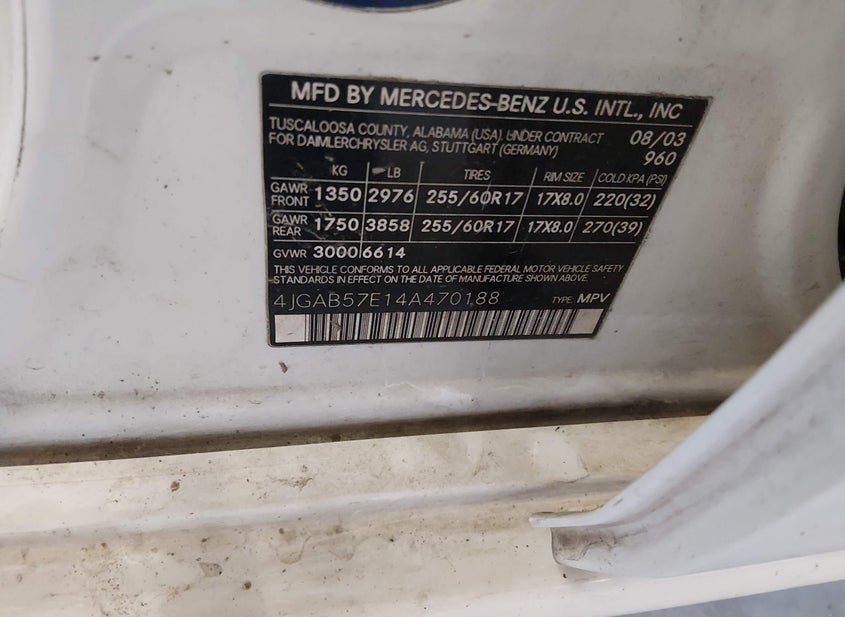 MFD BY MERCEDES-BENZ U.S. INTL., INC
TUSCALOOSA COUNTY, ALABAMA (USA). UNDER CONTRACT 08/03
FOR DAIMLERCHRYSLER AG, STUTTGART (GERMANY) 960
KG LB TIRES RIM SIZE COLD KPA (PSI)
GAWR FRONT 1350 2976 255/60R17 17X8.0 220(32)
GAWR REAR 1750 3858 255/60R17 17X8.0 270(39)
GVWR 3000 6614
THIS VEHICLE CONFORMS TO ALL APPLICABLE FEDERAL MOTOR VEHICLE SAFETY
STANDARDS IN EFFECT ON THE DATE OF MANUFACTURE SHOWN ABOVE.
4JGAB57E14A470188 TYPE: MPV